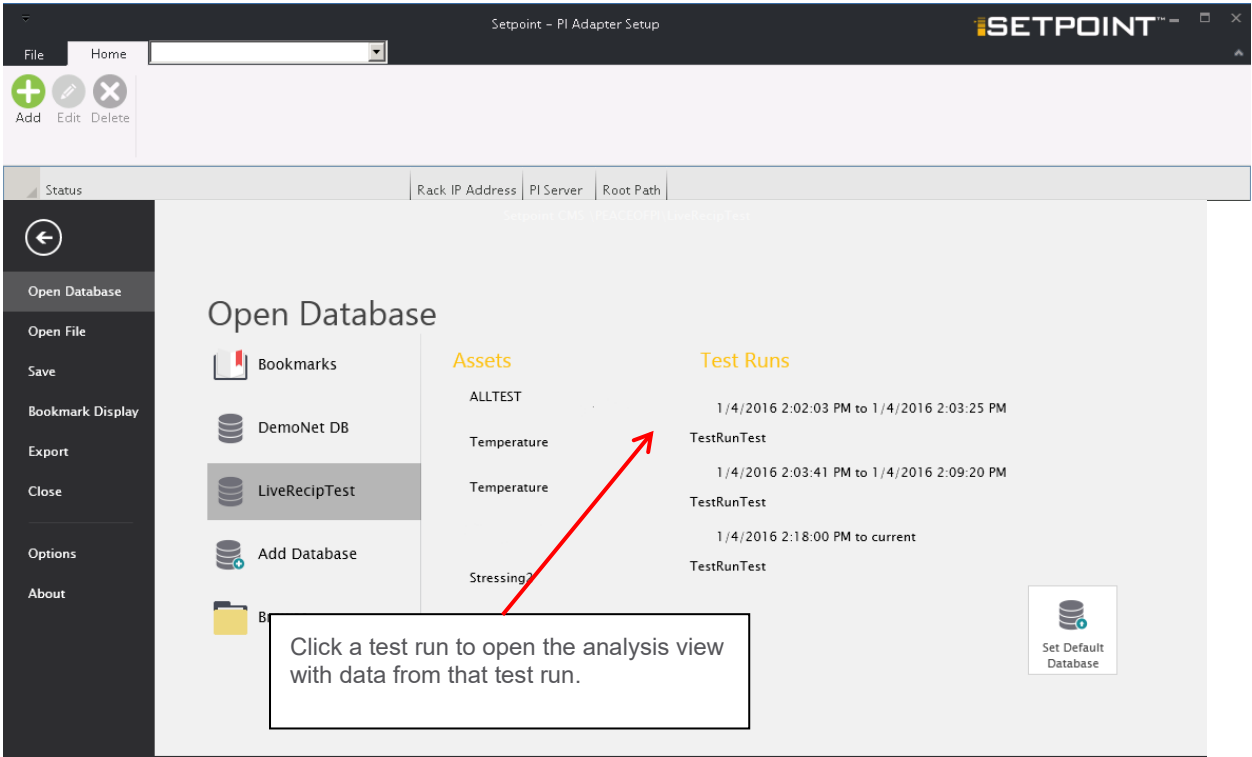 Setpoint – PI Adapter Setup
SETPOINT™
File
Home
Add
Edit
Delete
Status
Rack IP Address
PI Server
Root Path
Setpoint CMS
LiveRecipTest
Open Database
Open File
Save
Bookmark Display
Export
Close
Options
About
Open Database
Bookmarks
DemoNet DB
LiveRecipTest
Add Database
Assets
ALLTEST
Temperature
Temperature
Stressing2
Test Runs
1/4/2016 2:02:03 PM to 1/4/2016 2:03:25 PM
TestRunTest
1/4/2016 2:03:41 PM to 1/4/2016 2:09:20 PM
TestRunTest
1/4/2016 2:18:00 PM to current
TestRunTest
Click a test run to open the analysis view
with data from that test run.
Set Default
Database